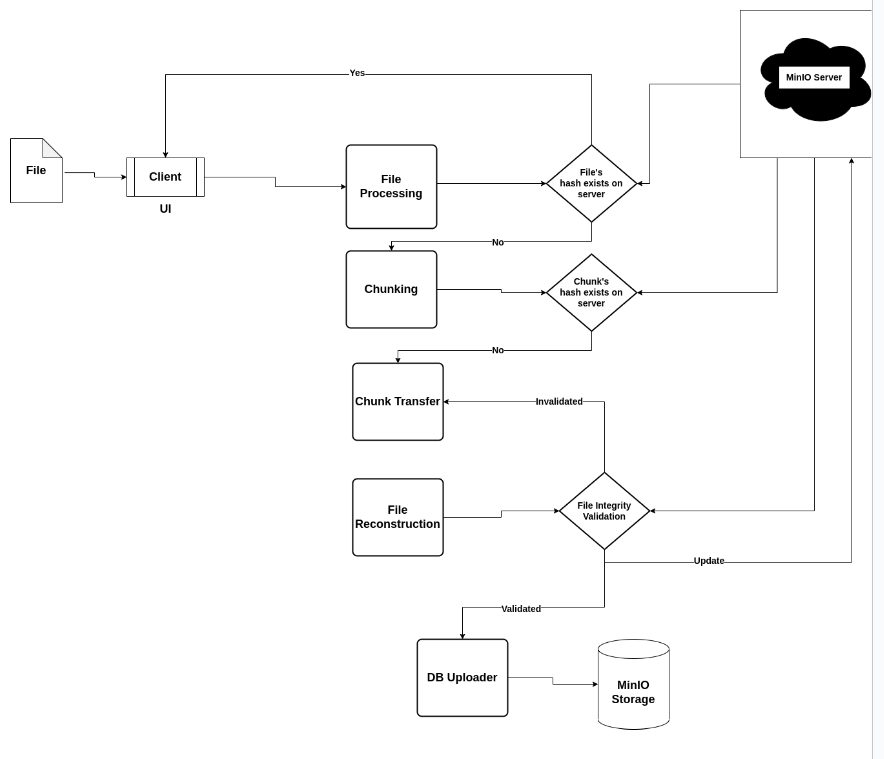 Yes
MinIO Server
File
Client
UI
File
Processing
File's
hash exists on
server
No
Chunking
Chunk's
hash exists on
server
No
Chunk Transfer
Invalidated
File
Reconstruction
File Integrity
Validation
Update
Validated
DB Uploader
MinIO
Storage